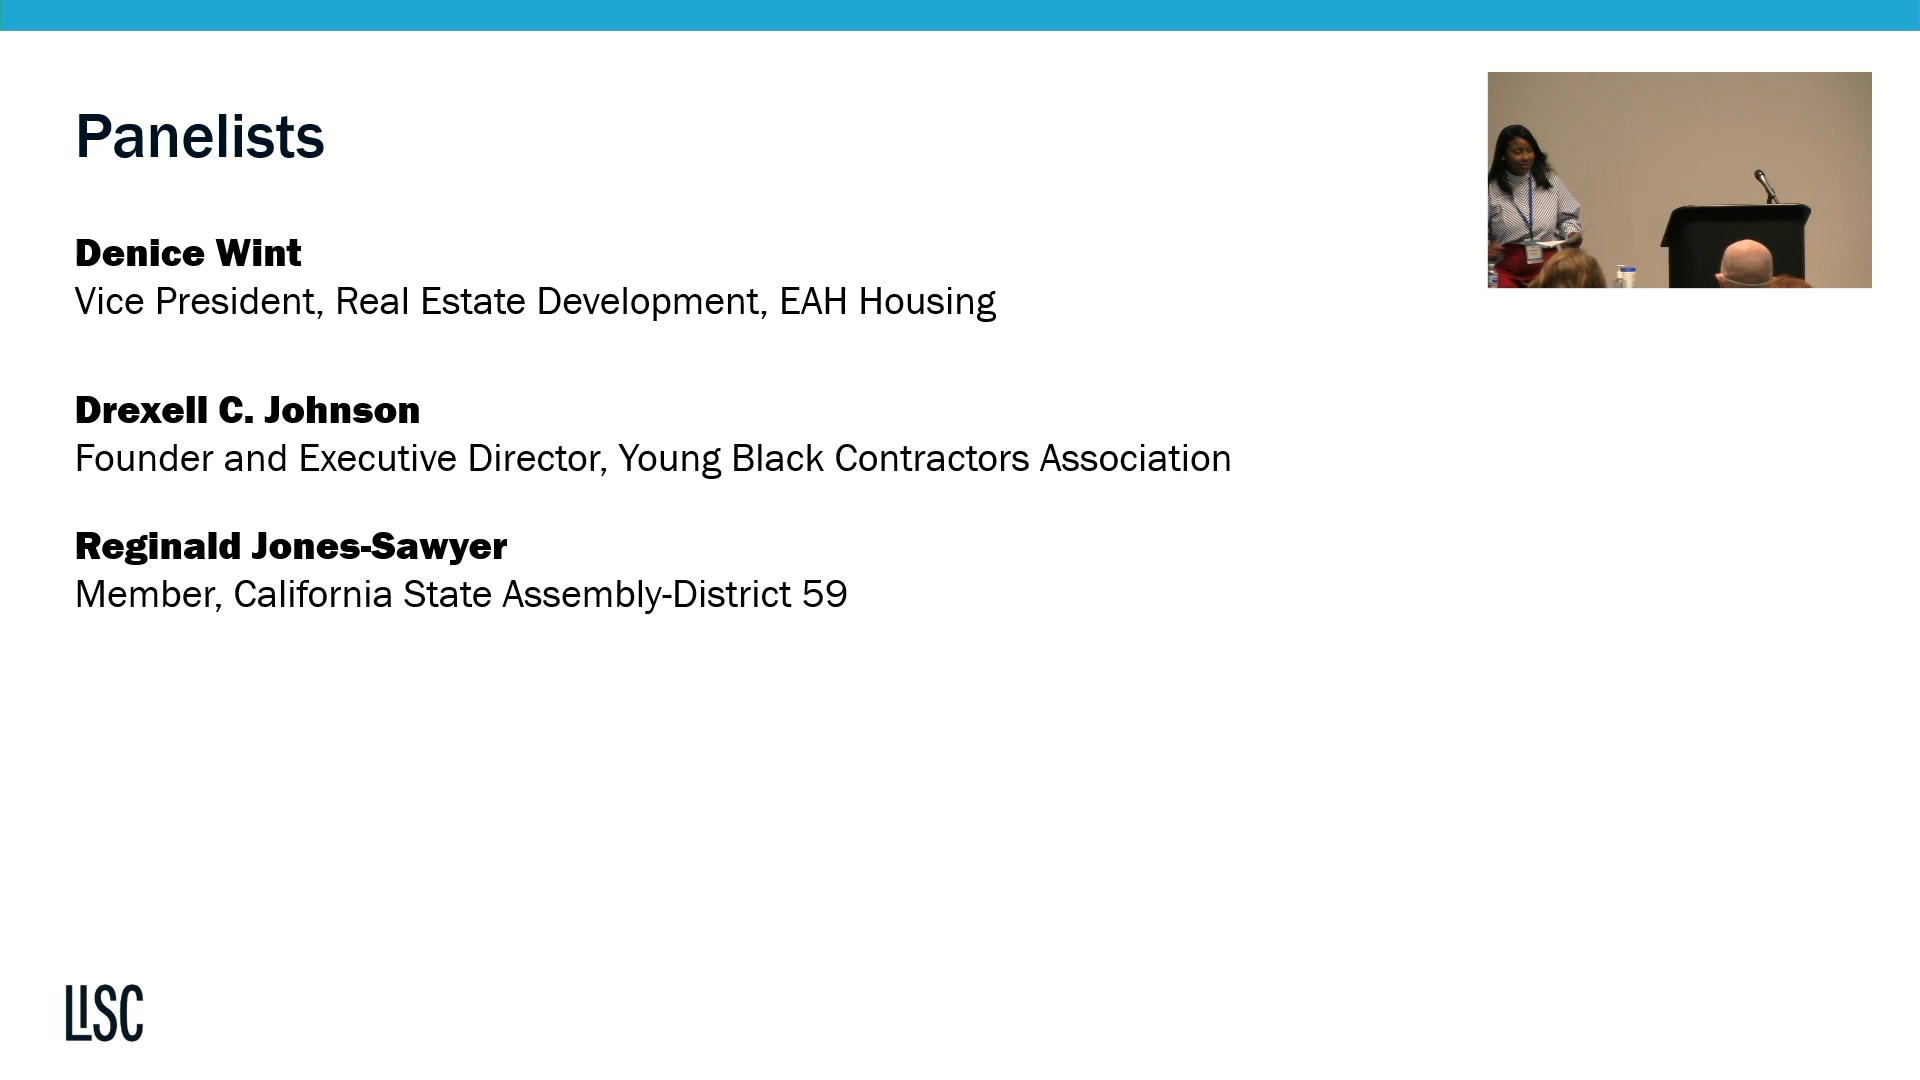 Panelists
Denice Wint
Vice President, Real Estate Development, EAH Housing
Drexell C. Johnson
Founder and Executive Director, Young Black Contractors Association
Reginald Jones-Sawyer
Member, California State Assembly-District 59
LISC